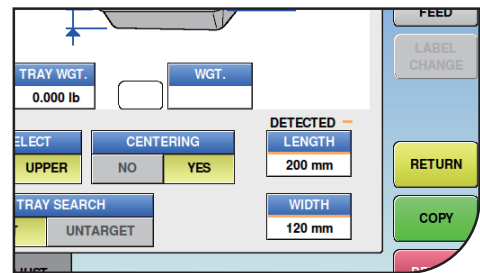 FEED
LABEL
CHANGE
TRAY WGT.
WGT.
0.000 lb
DETECTED
ELECT
CENTERING
LENGTH
UPPER
NO
YES
200 mm
RETURN
TRAY SEARCH
WIDTH
UNTARGET
120 mm
COPY